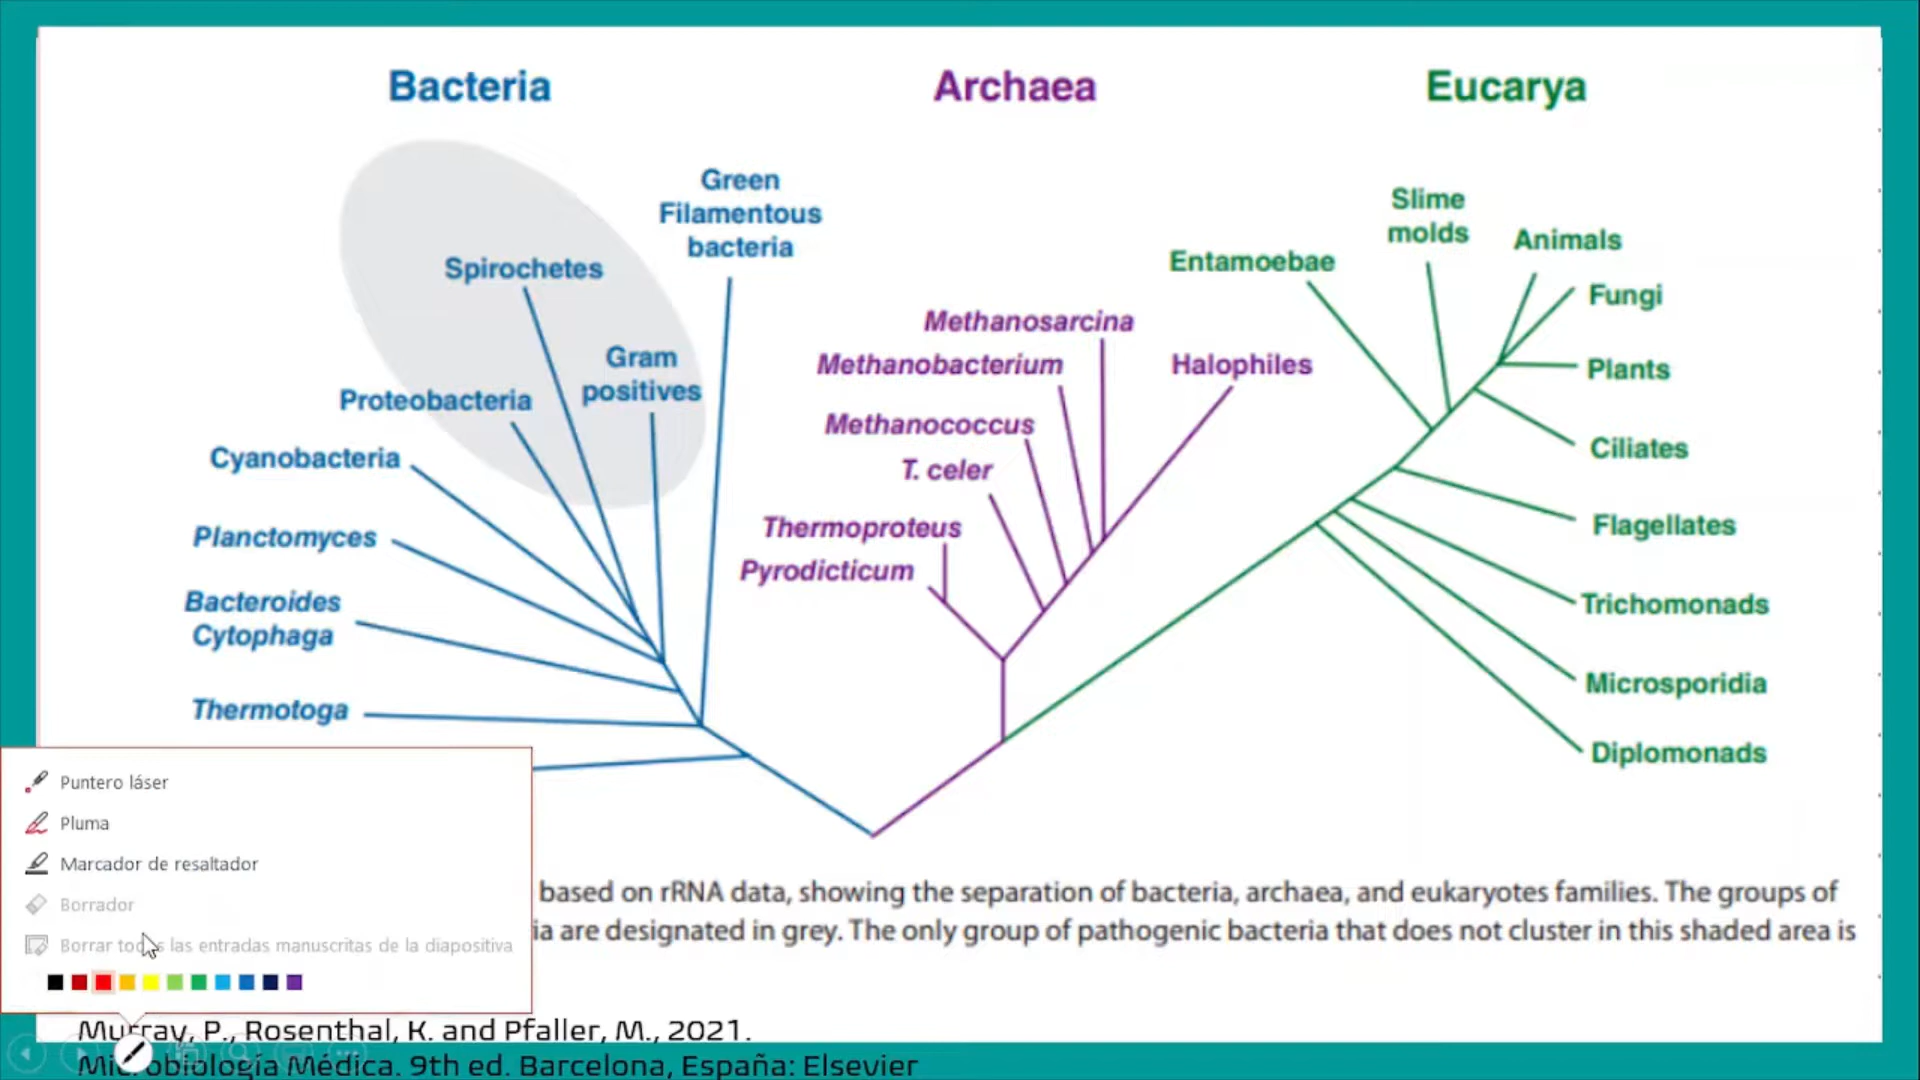 Bacteria
Archaea
Eucarya
Green
Filamentous
bacteria
Spirochetes
Gram
positives
Proteobacteria
Cyanobacteria
Planctomyces
Bacteroides
Cytophaga
Thermotoga
Methanosarcina
Methanobacterium
Halophiles
Methanococcus
T. celer
Thermoproteus
Pyrodicticum
Entamoebae
Slime
molds
Animals
Fungi
Plants
Ciliates
Flagellates
Trichomonads
Microsporidia
Diplomonads
Puntero láser
Pluma
Marcador de resaltador
Borrador
Borrar todas las entradas manuscritas de la diapositiva
based on rRNA data, showing the separation of bacteria, archaea, and eukaryotes families. The groups of
ia are designated in grey. The only group of pathogenic bacteria that does not cluster in this shaded area is
Murray, P., Rosenthal, K. and Pfaller, M., 2021.
Microbiología Médica. 9th ed. Barcelona, España: Elsevier